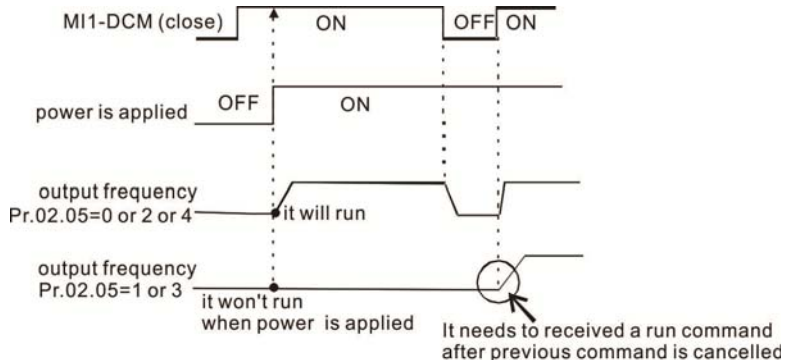 MI1-DCM (close)
ON
OFF
ON
power is applied
OFF
ON
output frequency
Pr.02.05=0 or 2 or 4
it will run
output frequency
Pr.02.05=1 or 3
it won't run
when power is applied
It needs to received a run command
after previous command is cancelled